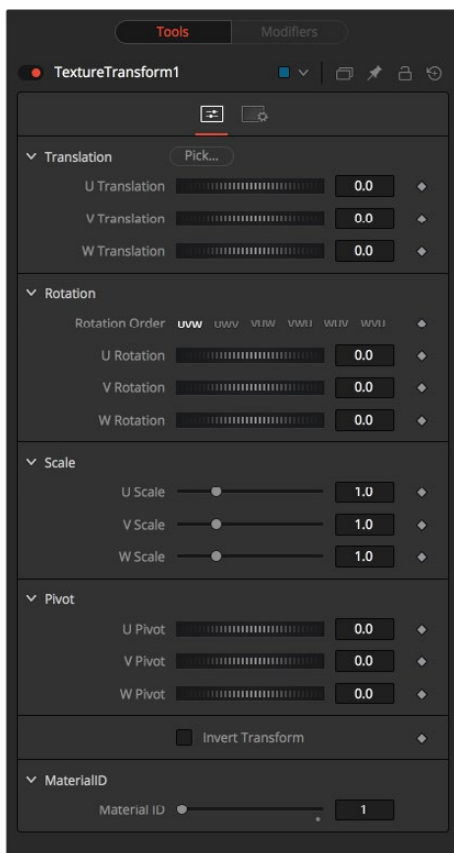 Tools Modifiers
TextureTransform1
Translation Pick...
U Translation 0.0
V Translation 0.0
W Translation 0.0
Rotation
Rotation Order UVW UWV VUW VWU WUV WVU
U Rotation 0.0
V Rotation 0.0
W Rotation 0.0
Scale
U Scale 1.0
V Scale 1.0
W Scale 1.0
Pivot
U Pivot 0.0
V Pivot 0.0
W Pivot 0.0
Invert Transform
MaterialID
Material ID 1